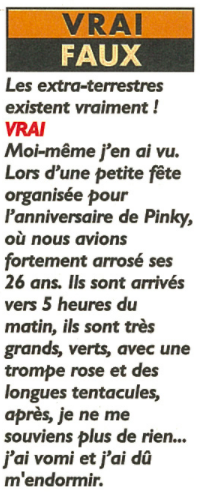 VRAI
FAUX
Les extra-terrestres
existent vraiment !
VRAI
Moi-même j'en ai vu.
Lors d'une petite fête
organisée pour
l'anniversaire de Pinky,
où nous avions
fortement arrosé ses
26 ans. Ils sont arrivés
vers 5 heures du
matin, ils sont très
grands, verts, avec une
trompe rose et des
longues tentacules,
après, je ne me
souviens plus de rien...
j'ai vomi et j'ai dû
m'endormir.